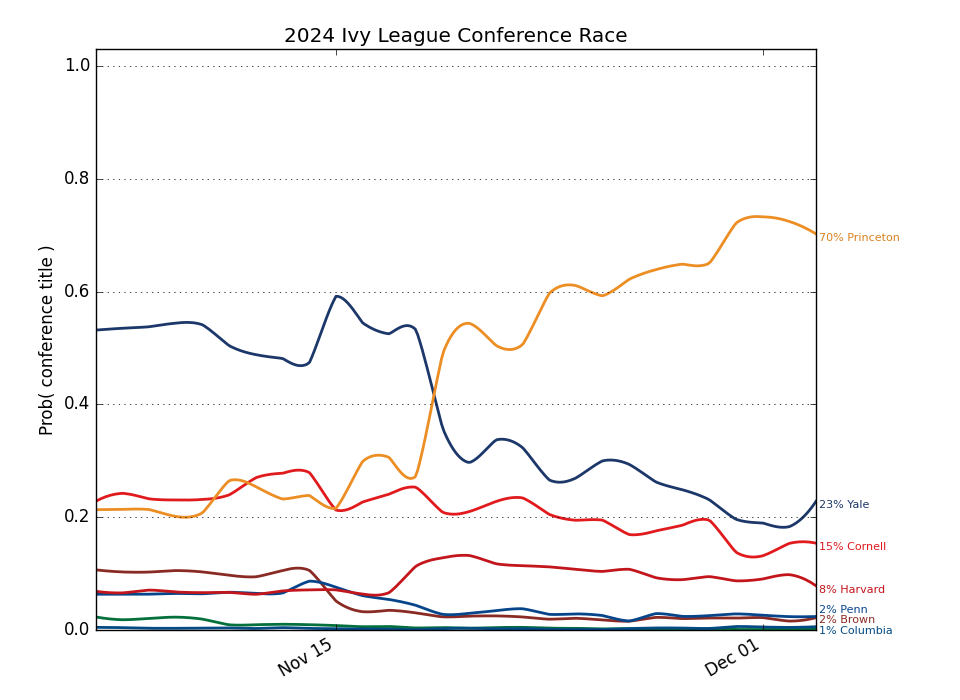 2024 Ivy League Conference Race
Prob( conference title )
1.0
0.8
0.6
0.4
0.2
0.0
Nov 15
Dec 01
70% Princeton
23% Yale
15% Cornell
8% Harvard
2% Penn
2% Brown
1% Columbia